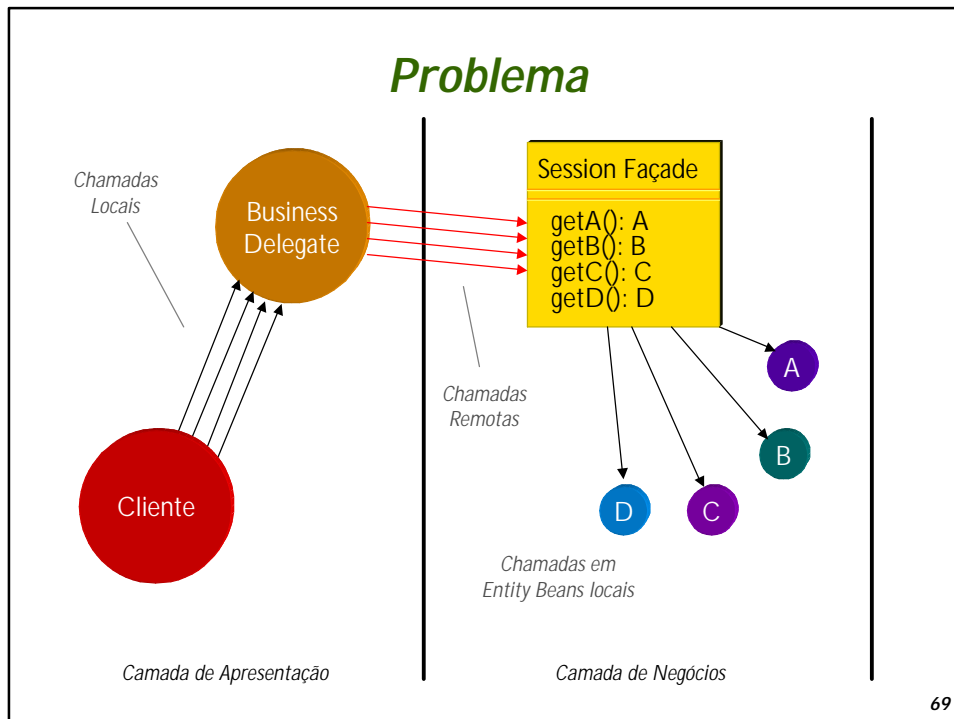 Problema
Chamadas
Locais
Business
Delegate
Session Façade
getA(): A
getB(): B
getC(): C
getD(): D
Chamadas
Remotas
A
B
C
D
Cliente
Chamadas em
Entity Beans locais
Camada de Apresentação
Camada de Negócios
69